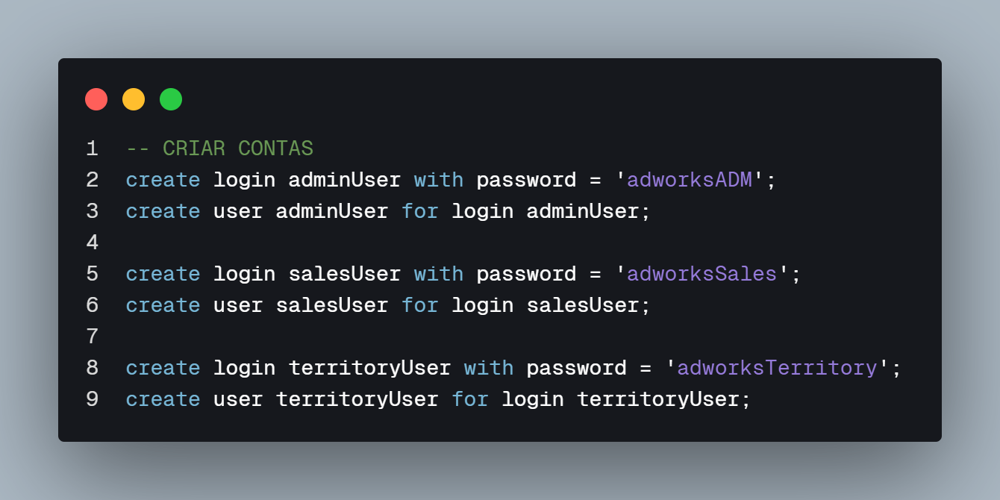 1 -- CRIAR CONTAS
2 create login adminUser with password = 'adworksADM';
3 create user adminUser for login adminUser;
4
5 create login salesUser with password = 'adworksSales';
6 create user salesUser for login salesUser;
7
8 create login territoryUser with password = 'adworksTerritory';
9 create user territoryUser for login territoryUser;